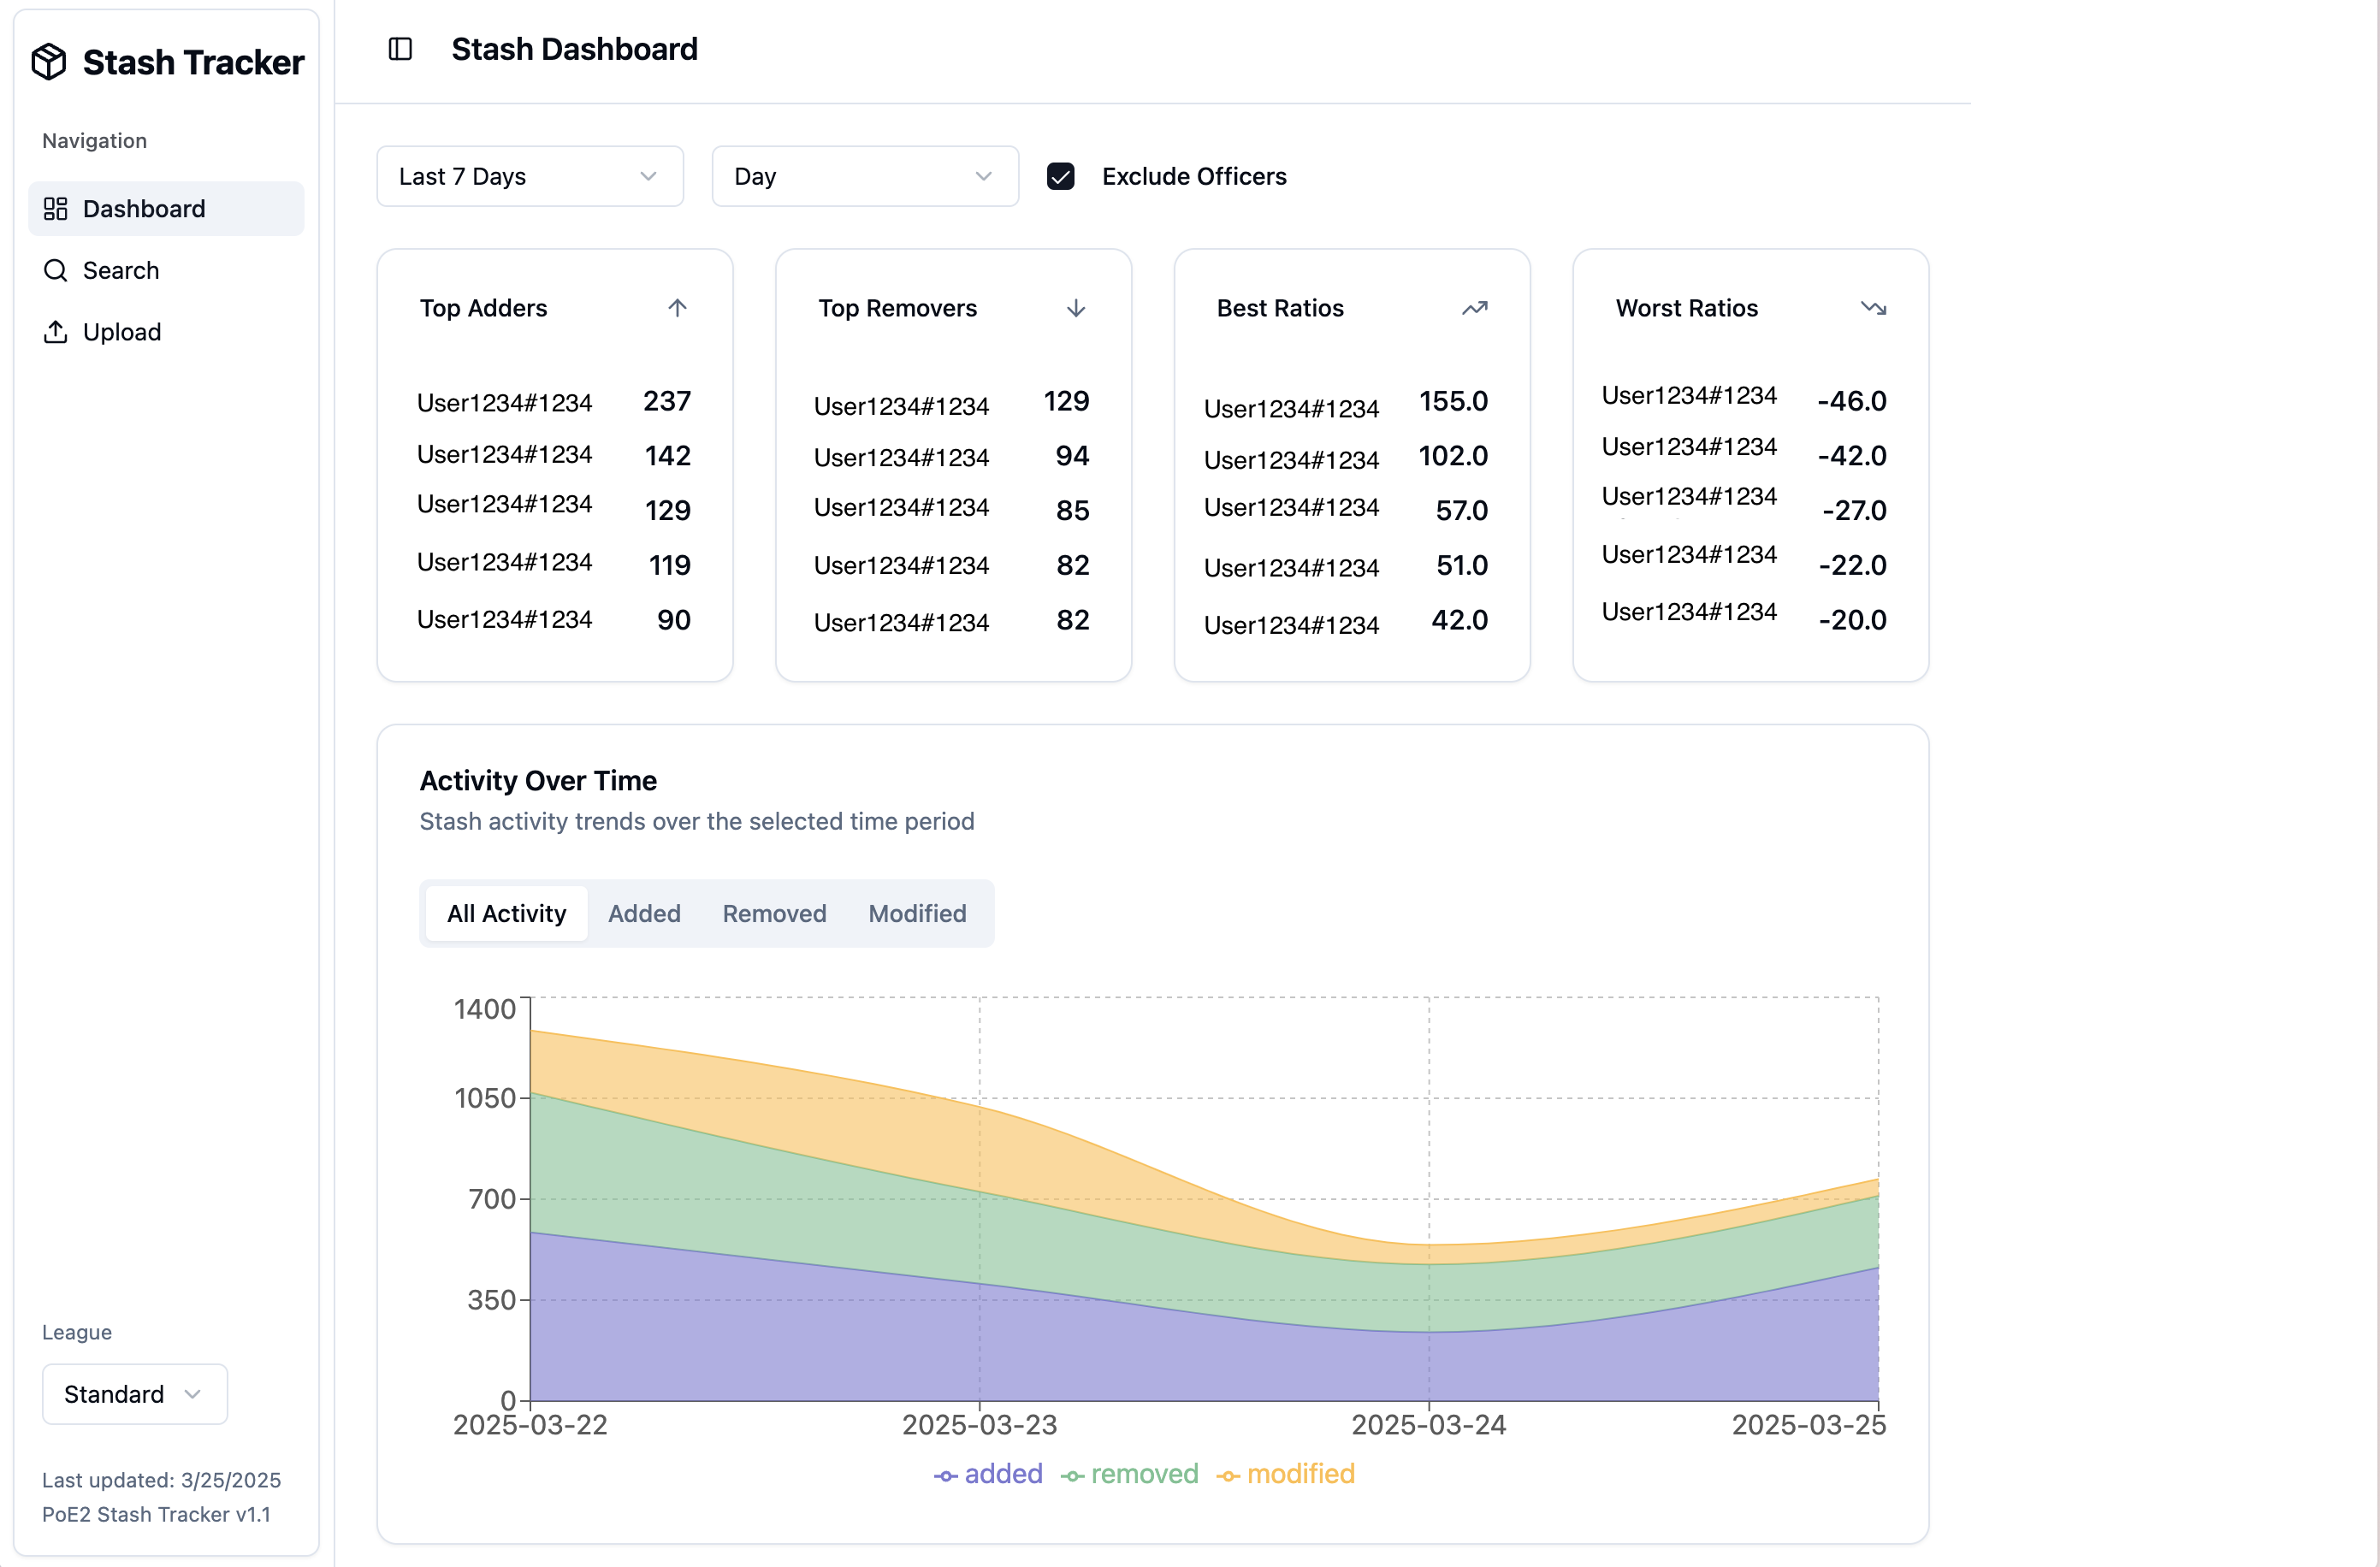 Stash Tracker
Navigation
Dashboard
Search
Upload
League
Standard
Last updated: 3/25/2025
PoE2 Stash Tracker v1.1
Stash Dashboard
Last 7 Days
Day
Exclude Officers
Top Adders
User1234#1234 237
User1234#1234 142
User1234#1234 129
User1234#1234 119
User1234#1234 90
Top Removers
User1234#1234 129
User1234#1234 94
User1234#1234 85
User1234#1234 82
User1234#1234 82
Best Ratios
User1234#1234 155.0
User1234#1234 102.0
User1234#1234 57.0
User1234#1234 51.0
User1234#1234 42.0
Worst Ratios
User1234#1234 -46.0
User1234#1234 -42.0
User1234#1234 -27.0
User1234#1234 -22.0
User1234#1234 -20.0
Activity Over Time
Stash activity trends over the selected time period
All Activity Added Removed Modified
1400
1050
700
350
0
2025-03-22 2025-03-23 2025-03-24 2025-03-25
added removed modified